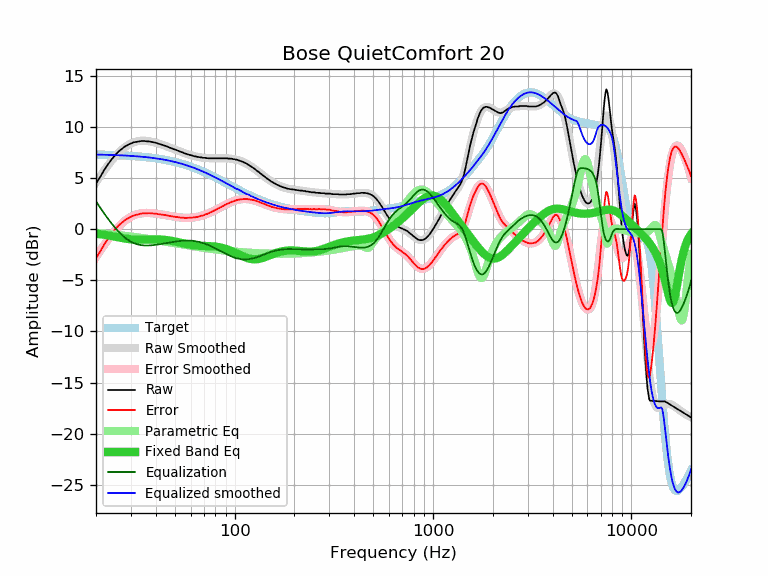 Bose QuietComfort 20
15
10
5
0
−5
−10
−15
−20
−25
Amplitude (dBr)
Target
Raw Smoothed
Error Smoothed
Raw
Error
Parametric Eq
Fixed Band Eq
Equalization
Equalized smoothed
100 1000 10000
Frequency (Hz)